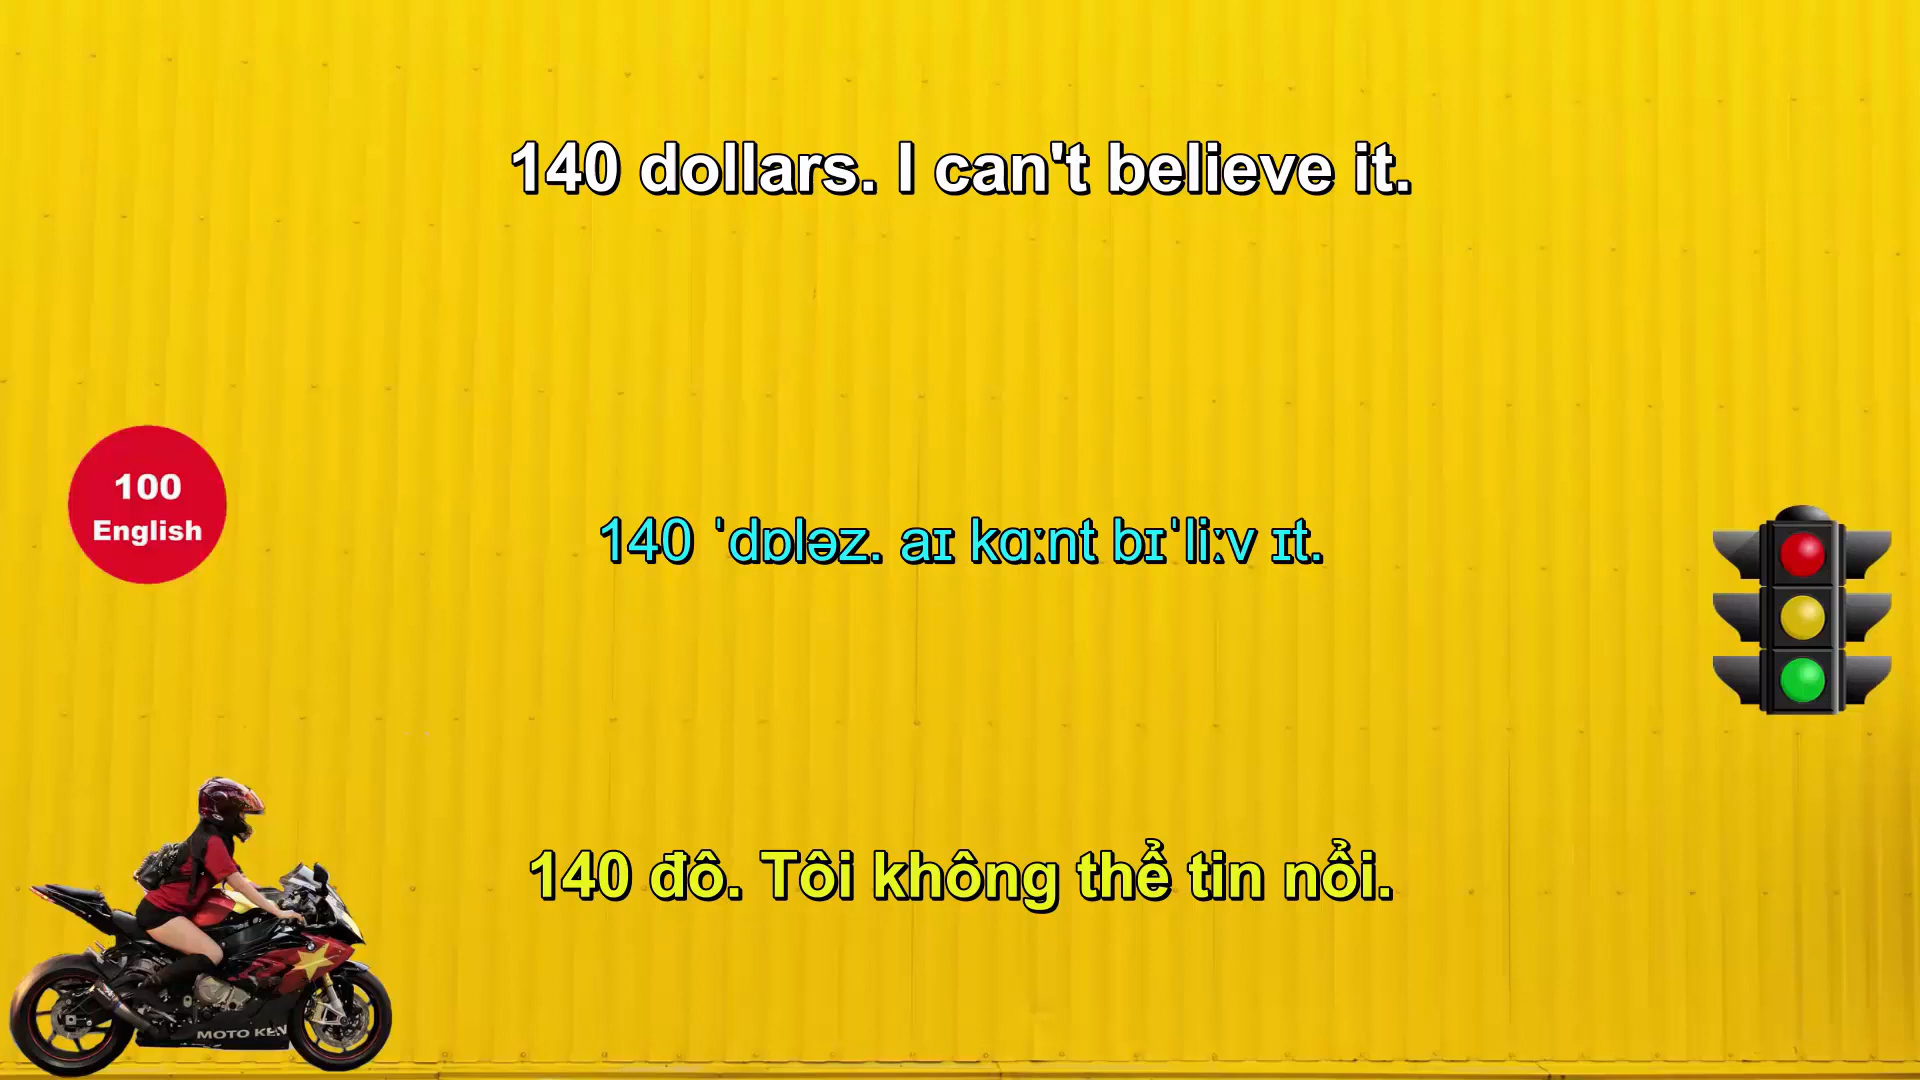 140 dollars. I can't believe it.
100
English
140 ˈdɒləz. aɪ kɑːnt bɪˈliːv ɪt.
140 đô. Tôi không thể tin nổi.
MOTO KEN